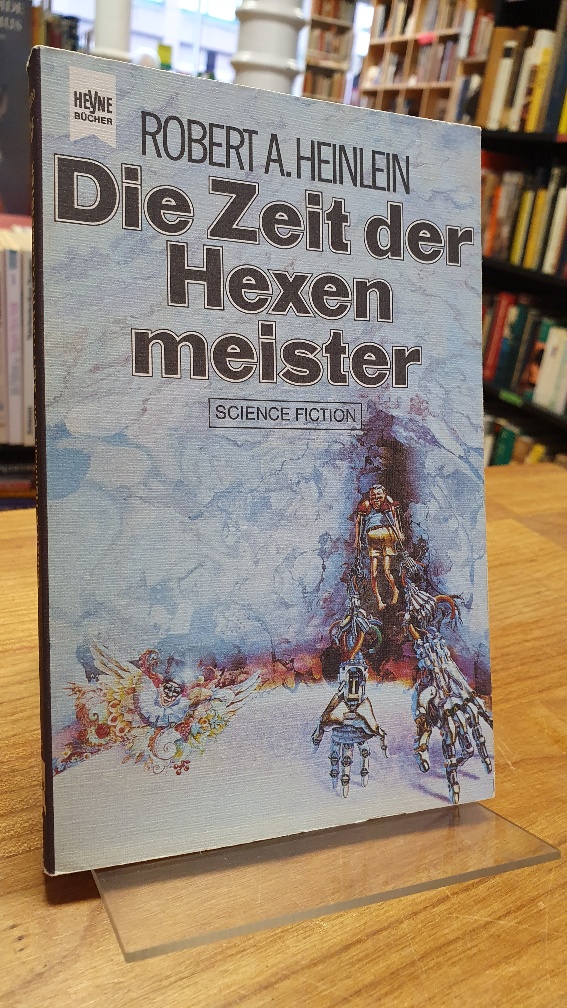 HEYNE
BÜCHER
ROBERT A. HEINLEIN
Die Zeit der
Hexen
meister
SCIENCE FICTION